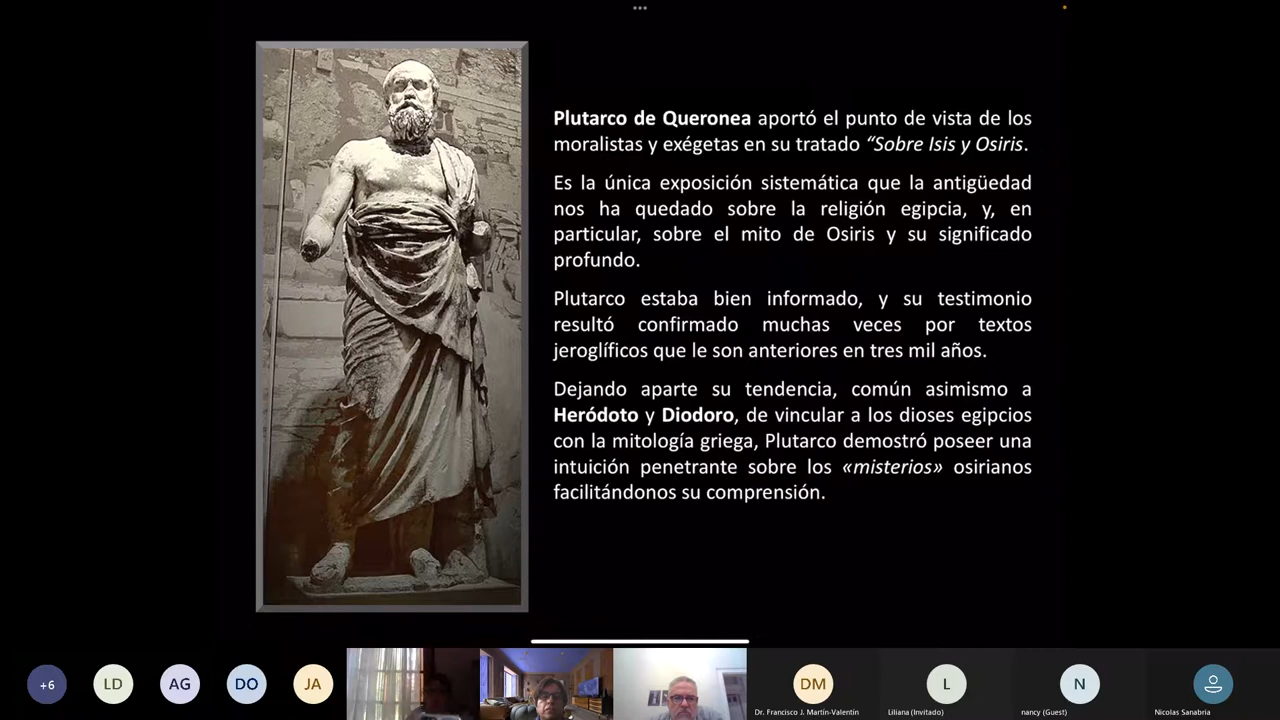 Plutarco de Queronea aportó el punto de vista de los
moralistas y exégetas en su tratado “Sobre Isis y Osiris.
Es la única exposición sistemática que la antigüedad
nos ha quedado sobre la religión egipcia, y, en
particular, sobre el mito de Osiris y su significado
profundo.
Plutarco estaba bien informado, y su testimonio
resultó confirmado muchas veces por textos
jeroglíficos que le son anteriores en tres mil años.
Dejando aparte su tendencia, común asimismo a
Heródoto y Diodoro, de vincular a los dioses egipcios
con la mitología griega, Plutarco demostró poseer una
intuición penetrante sobre los «misterios» osirianos
facilitándonos su comprensión.
+6
LD
AG
DO
JA
DM
L
N
Dr. Francisco J. Martín-Valentín
Liliana (Invitado)
nancy (Guest)
Nicolas Sanabria